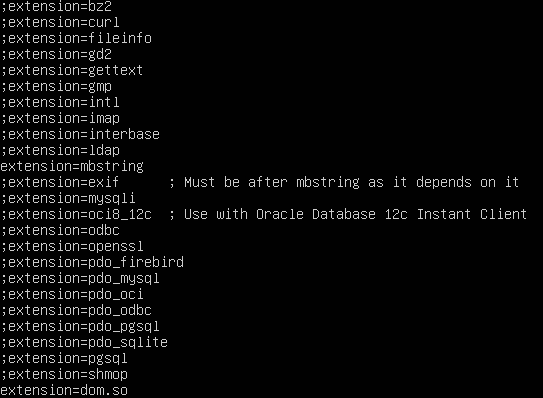 ;extension=bz2
;extension=curl
;extension=fileinfo
;extension=gd2
;extension=gettext
;extension=gmp
;extension=intl
;extension=imap
;extension=interbase
;extension=ldap
extension=mbstring
;extension=exif      ; Must be after mbstring as it depends on it
;extension=mysqli
;extension=oci8_12c  ; Use with Oracle Database 12c Instant Client
;extension=odbc
;extension=openssl
;extension=pdo_firebird
;extension=pdo_mysql
;extension=pdo_oci
;extension=pdo_odbc
;extension=pdo_pgsql
;extension=pdo_sqlite
;extension=pgsql
;extension=shmop
extension=dom.so